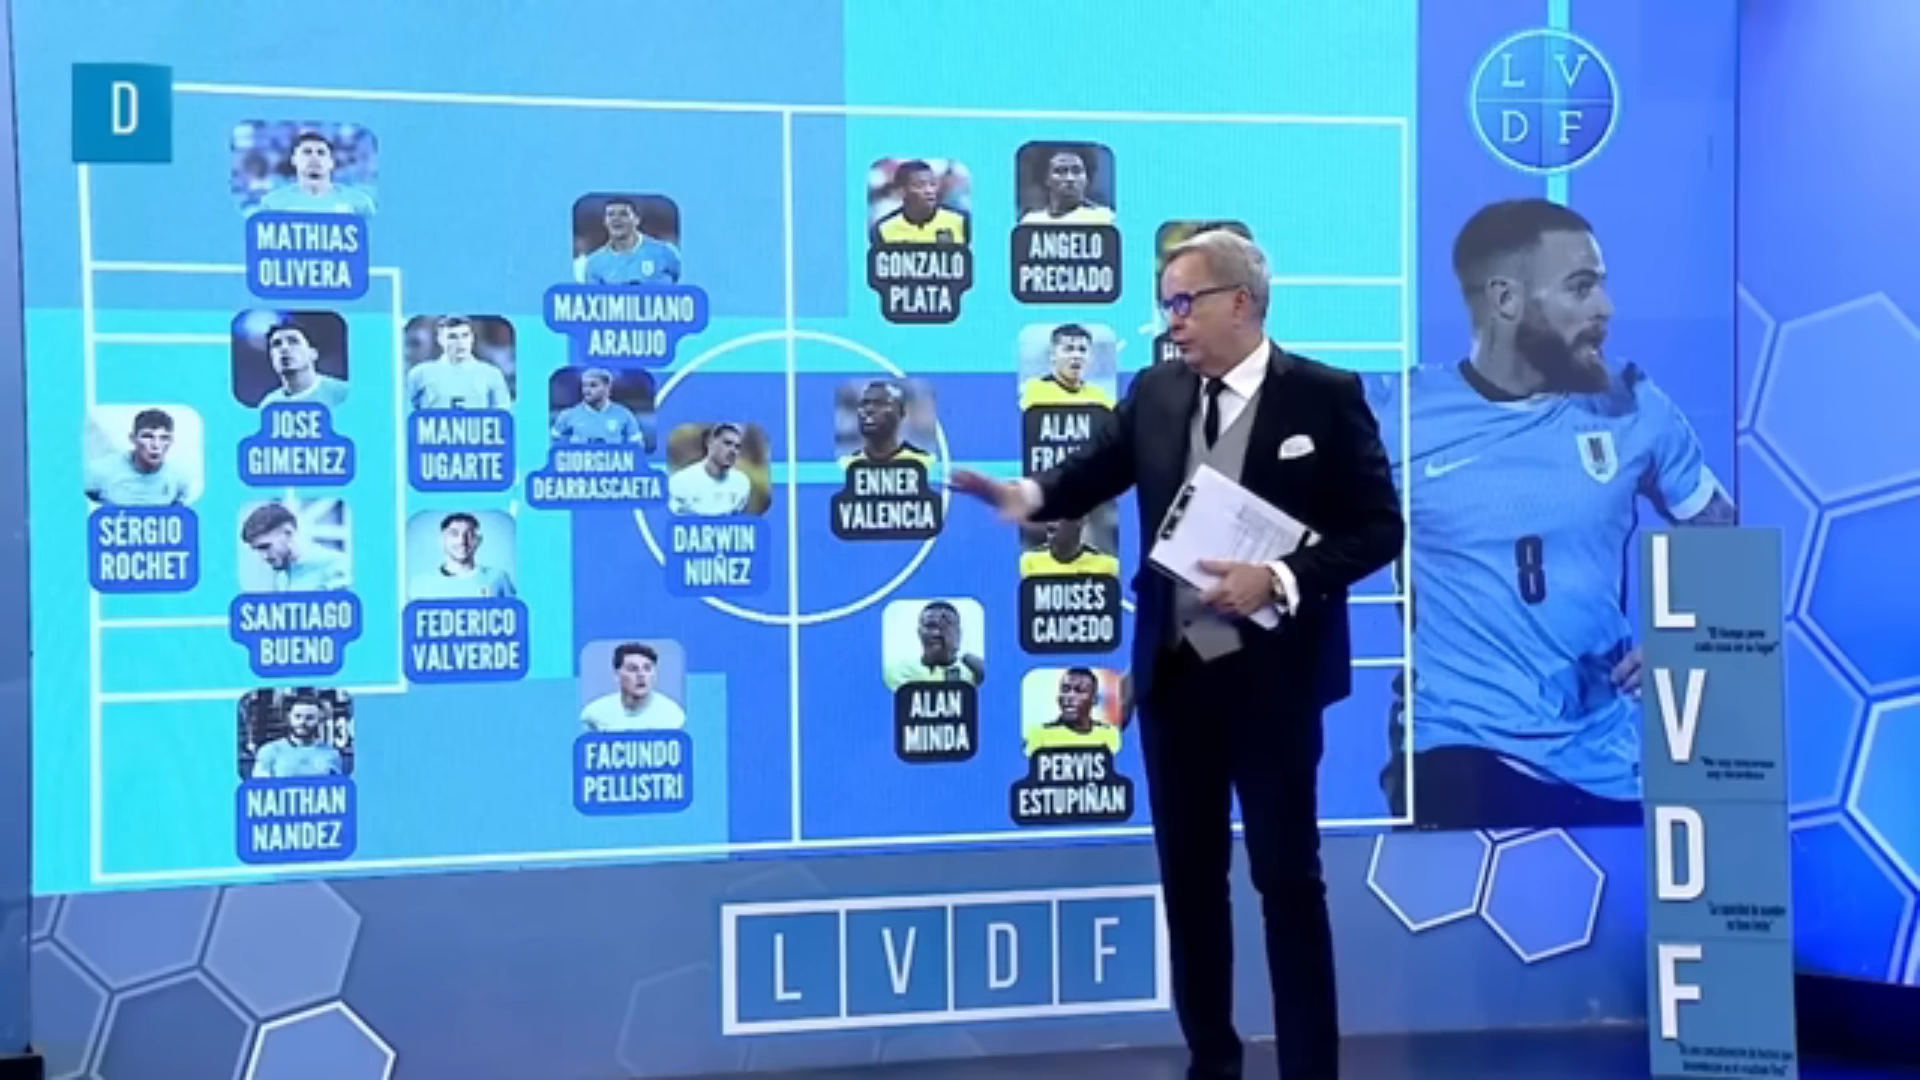 D
MATHIAS
OLIVERA
MAXIMILIANO
ARAUJO
JOSE
GIMENEZ
MANUEL
UGARTE
GIORGIAN
DEARRASCAETA
SÉRGIO
ROCHET
DARWIN
NUÑEZ
SANTIAGO
BUENO
FEDERICO
VALVERDE
NAITHAN
NANDEZ
FACUNDO
PELLISTRI
GONZALO
PLATA
ANGELO
PRECIADO
ALAN
ENNER
VALENCIA
MOISÉS
CAICEDO
ALAN
MINDA
PERVIS
ESTUPIÑAN
L V
D F
8
L V D F
L
V
D
F